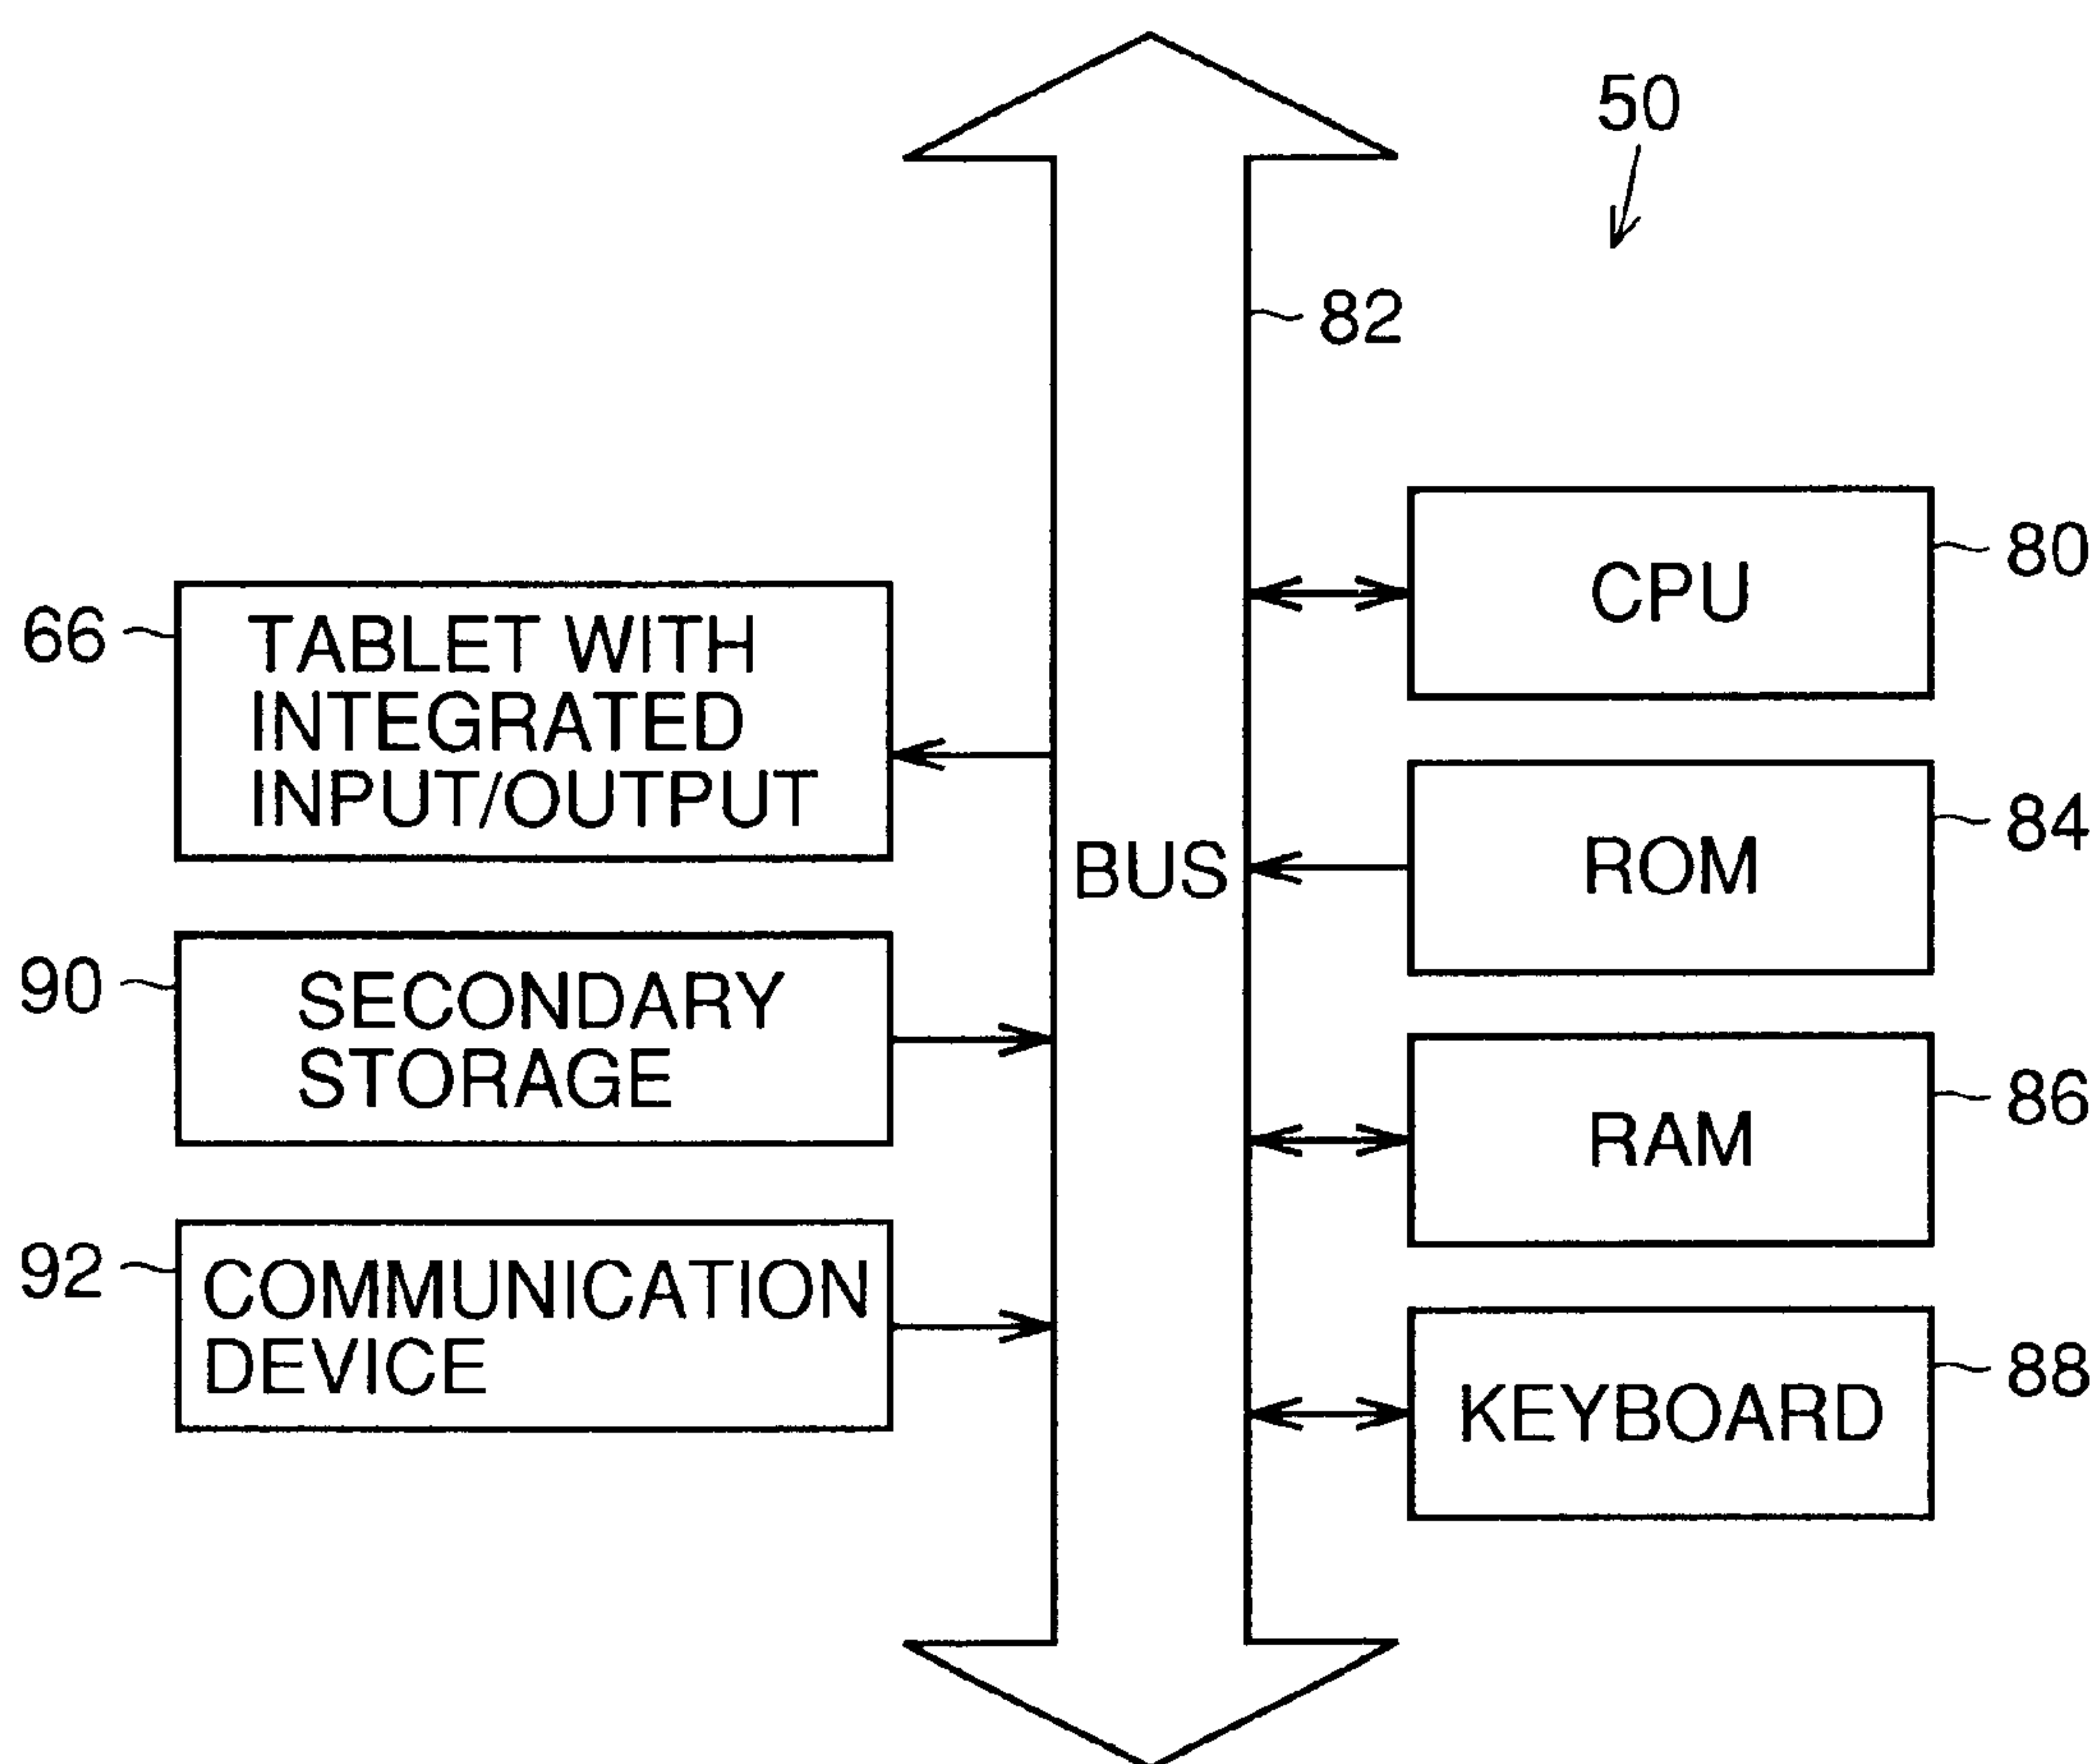 50
82
CPU
80
66
TABLET WITH
INTEGRATED
INPUT/OUTPUT
BUS
ROM
84
90
SECONDARY
STORAGE
RAM
86
92
COMMUNICATION
DEVICE
KEYBOARD
88